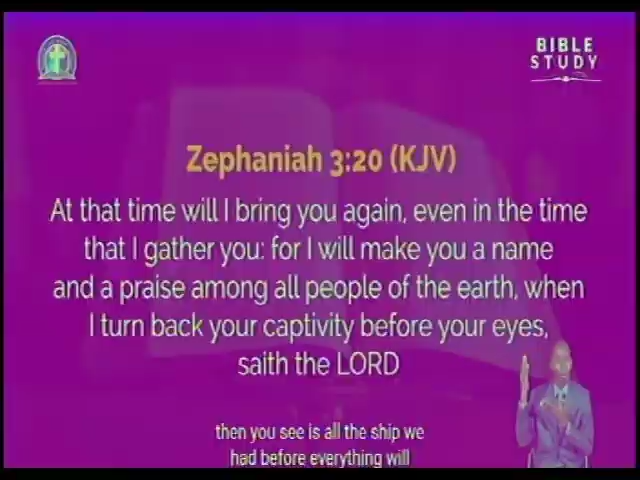 BIBLE
STUDY
Zephaniah 3:20 (KJV)
At that time will I bring you again, even in the time
that I gather you: for I will make you a name
and a praise among all people of the earth, when
I turn back your captivity before your eyes,
saith the LORD
then you see is all the ship we
had before everything will